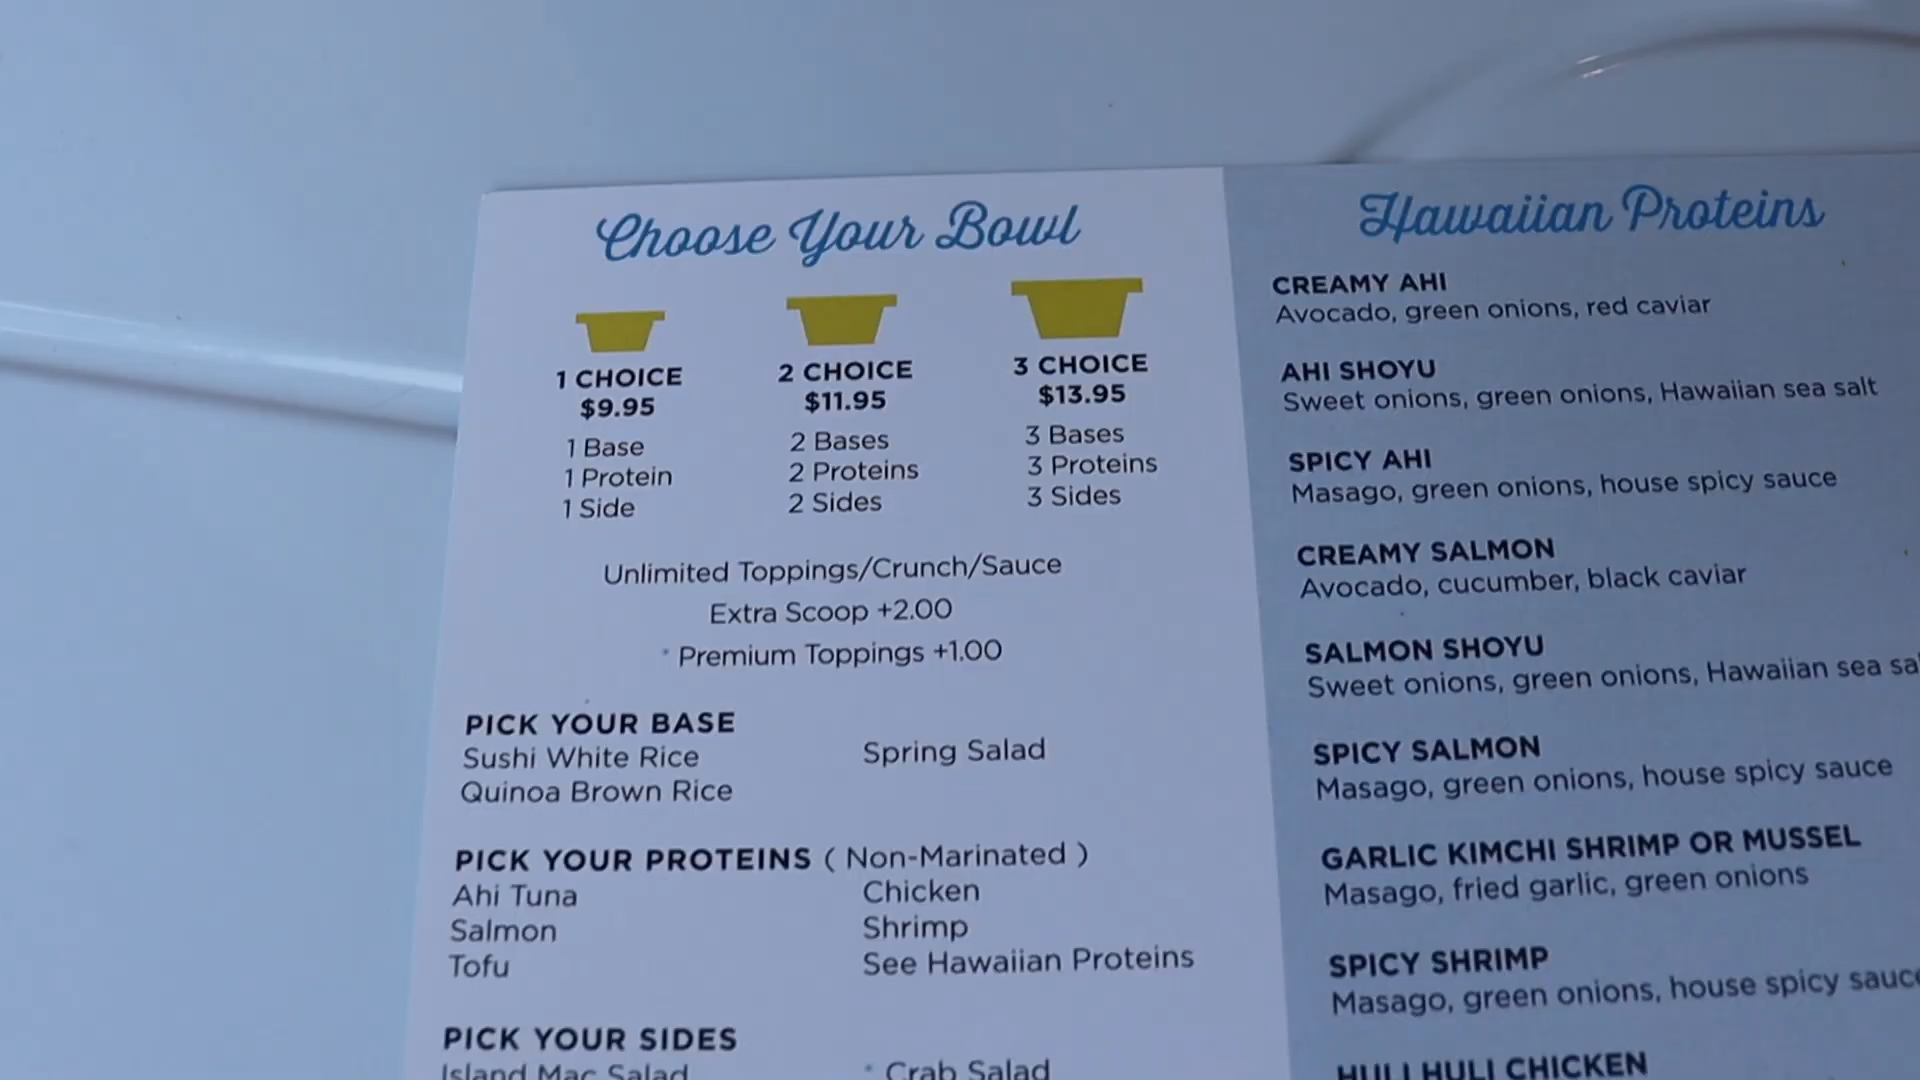 Choose Your Bowl
1 CHOICE
$9.95
1 Base
1 Protein
1 Side
2 CHOICE
$11.95
2 Bases
2 Proteins
2 Sides
3 CHOICE
$13.95
3 Bases
3 Proteins
3 Sides
Unlimited Toppings/Crunch/Sauce
Extra Scoop +2.00
* Premium Toppings +1.00
PICK YOUR BASE
Sushi White Rice
Quinoa Brown Rice
Spring Salad
PICK YOUR PROTEINS ( Non-Marinated )
Ahi Tuna
Salmon
Tofu
Chicken
Shrimp
See Hawaiian Proteins
PICK YOUR SIDES
Island Mac Salad
* Crab Salad
Hawaiian Proteins
CREAMY AHI
Avocado, green onions, red caviar
AHI SHOYU
Sweet onions, green onions, Hawaiian sea salt
SPICY AHI
Masago, green onions, house spicy sauce
CREAMY SALMON
Avocado, cucumber, black caviar
SALMON SHOYU
Sweet onions, green onions, Hawaiian sea sa
SPICY SALMON
Masago, green onions, house spicy sauce
GARLIC KIMCHI SHRIMP OR MUSSEL
Masago, fried garlic, green onions
SPICY SHRIMP
Masago, green onions, house spicy sauce
HULI HULI CHICKEN